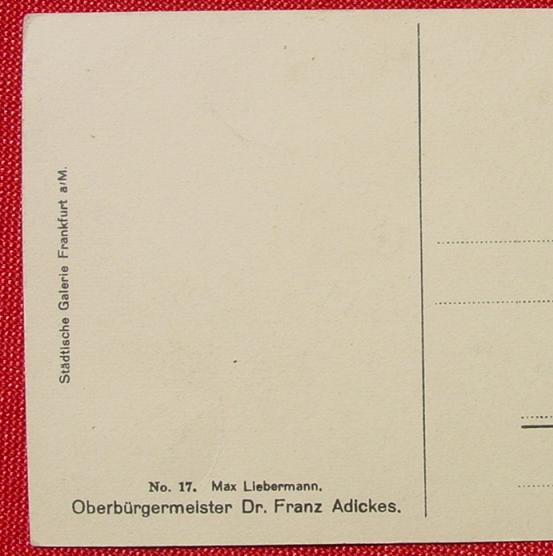 Städtische Galerie Frankfurt a/M.
No. 17. Max Liebermann.
Oberbürgermeister Dr. Franz Adickes.